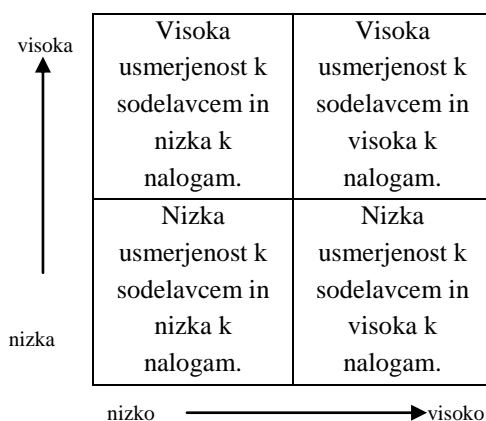 visoka
Visoka
usmerjenost k
sodelavcem in
nizka k
nalogam.
Visoka
usmerjenost k
sodelavcem in
visoka k
nalogam.
Nizka
usmerjenost k
sodelavcem in
nizka k
nalogam.
Nizka
usmerjenost k
sodelavcem in
visoka k
nalogam.
nizka
nizko
visoko